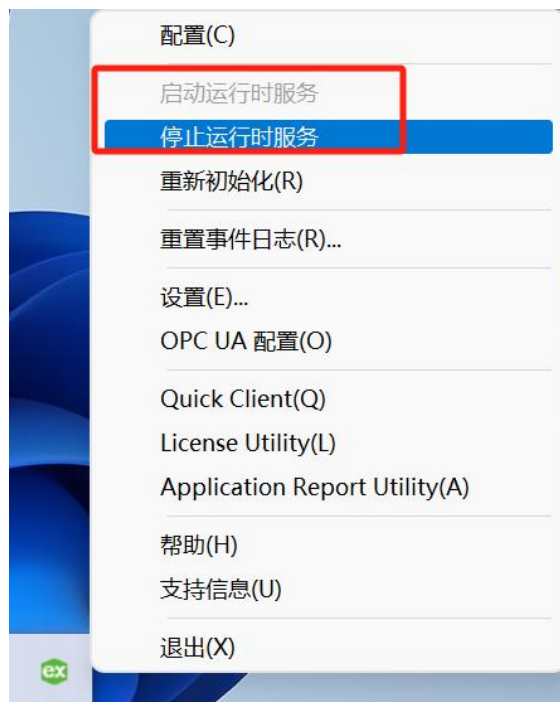 配置(C)
启动运行时服务
停止运行时服务
重新初始化(R)
重置事件日志(R)...
设置(E)...
OPC UA 配置(O)
Quick Client(Q)
License Utility(L)
Application Report Utility(A)
帮助(H)
支持信息(U)
退出(X)
ex